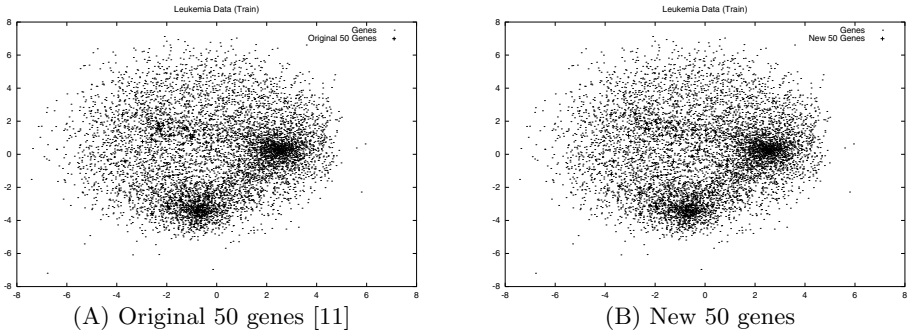 Leukemia Data (Train)
Genes
Original 50 Genes
8
6
4
2
0
-2
-4
-6
-8
-8 -6 -4 -2 0 2 4 6 8
(A) Original 50 genes [11]
Leukemia Data (Train)
Genes
New 50 Genes
8
6
4
2
0
-2
-4
-6
-8
-8 -6 -4 -2 0 2 4 6 8
(B) New 50 genes